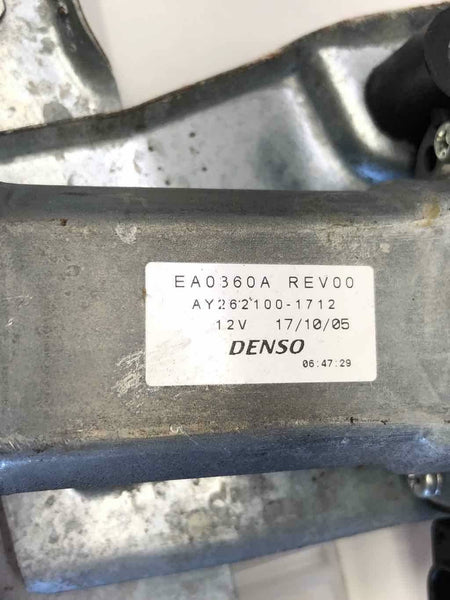 EA0360A REV00
AY262100-1712
12V 17/10/05
DENSO
06:47:29